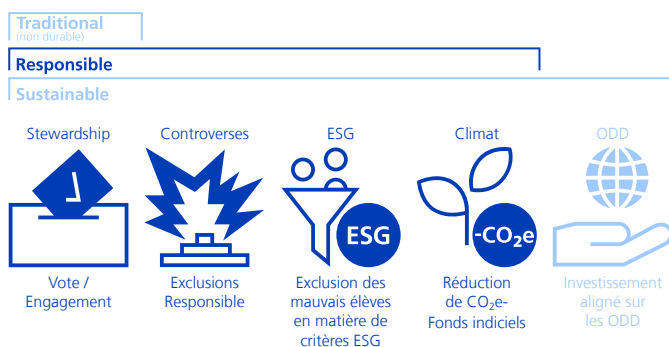 Traditional
(non durable)
Responsible
Sustainable
Stewardship
Controverses
ESG
Climat
ODD
ESG
-CO₂e
Vote /
Engagement
Exclusions
Responsible
Exclusion des
mauvais élèves
en matière de
critères ESG
Réduction
de CO₂e-
Fonds indiciels
Investissement
aligné sur
les ODD